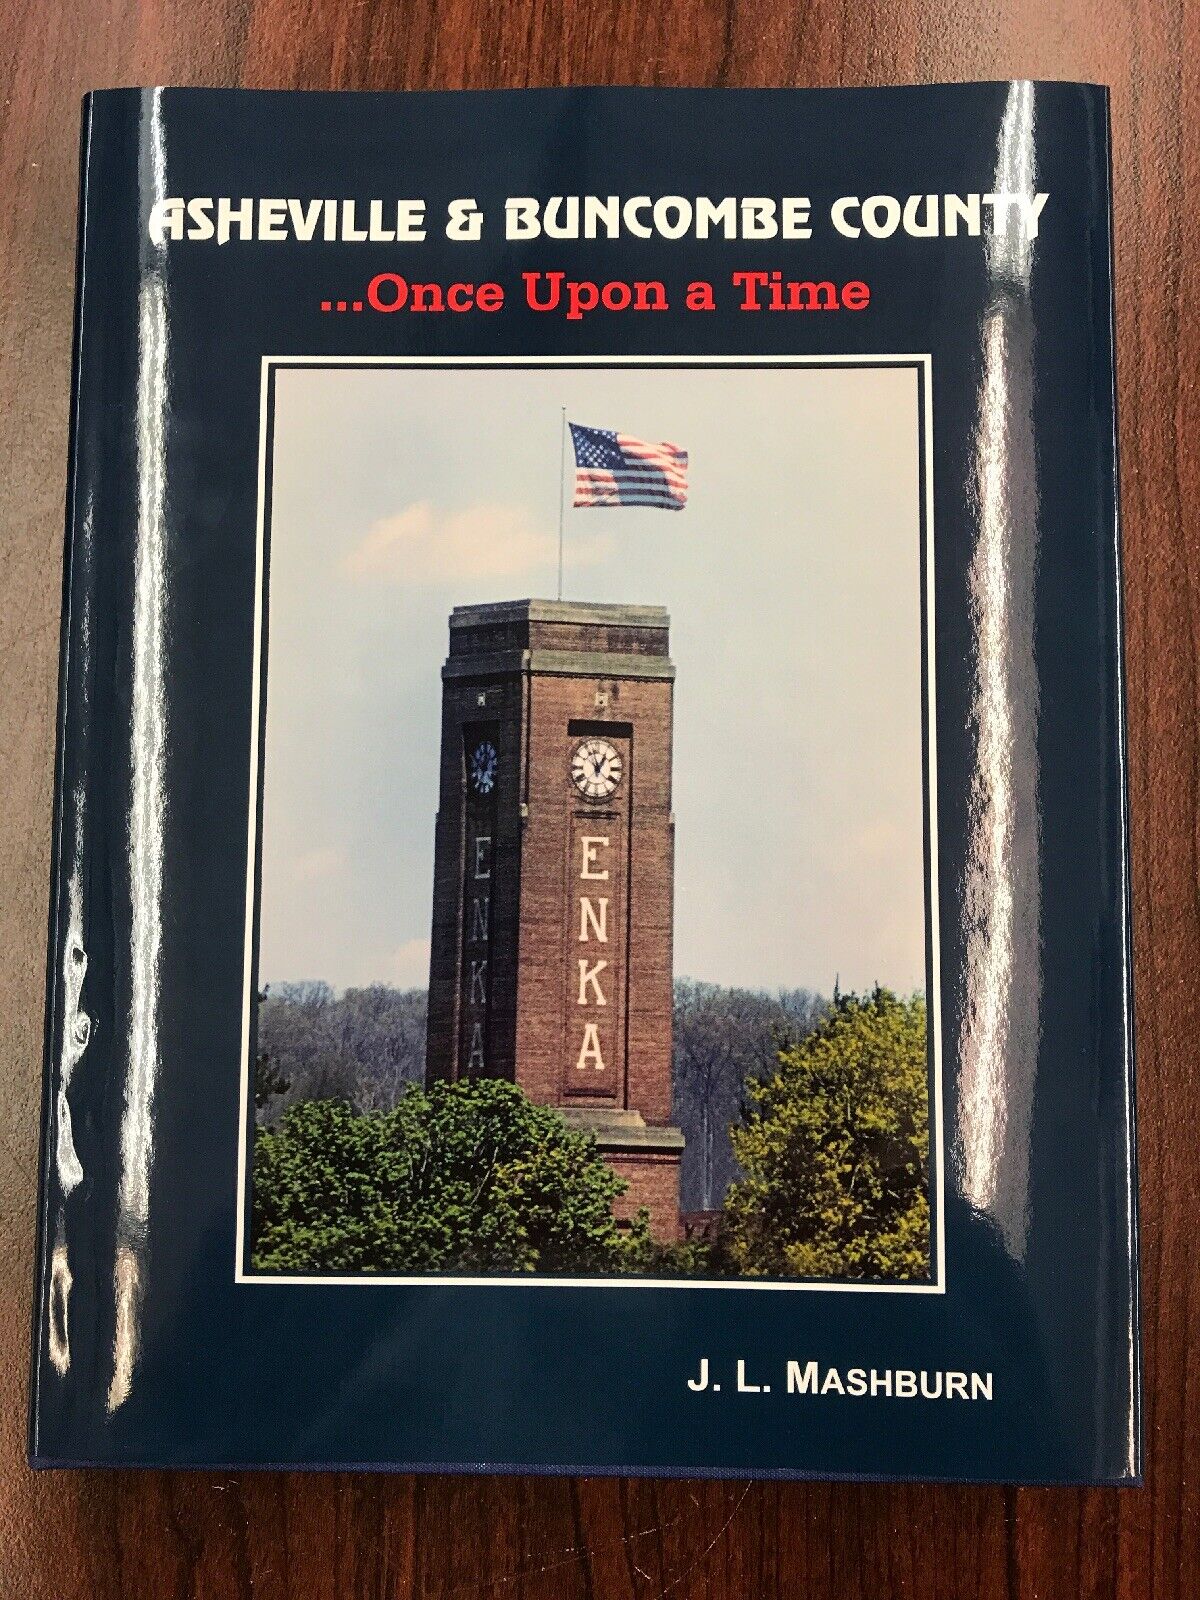 ASHEVILLE & BUNCOMBE COUNTY
...Once Upon a Time
ENKA
ENKA
J. L. MASHBURN